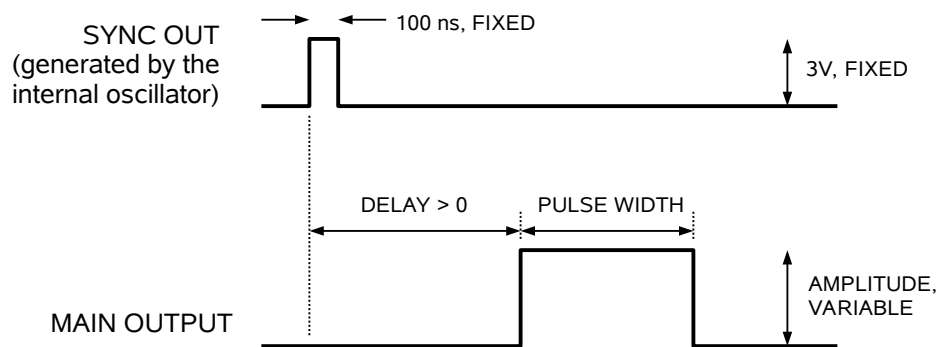 SYNC OUT
(generated by the
internal oscillator)
100 ns, FIXED
3V, FIXED
DELAY > 0
PULSE WIDTH
MAIN OUTPUT
AMPLITUDE,
VARIABLE